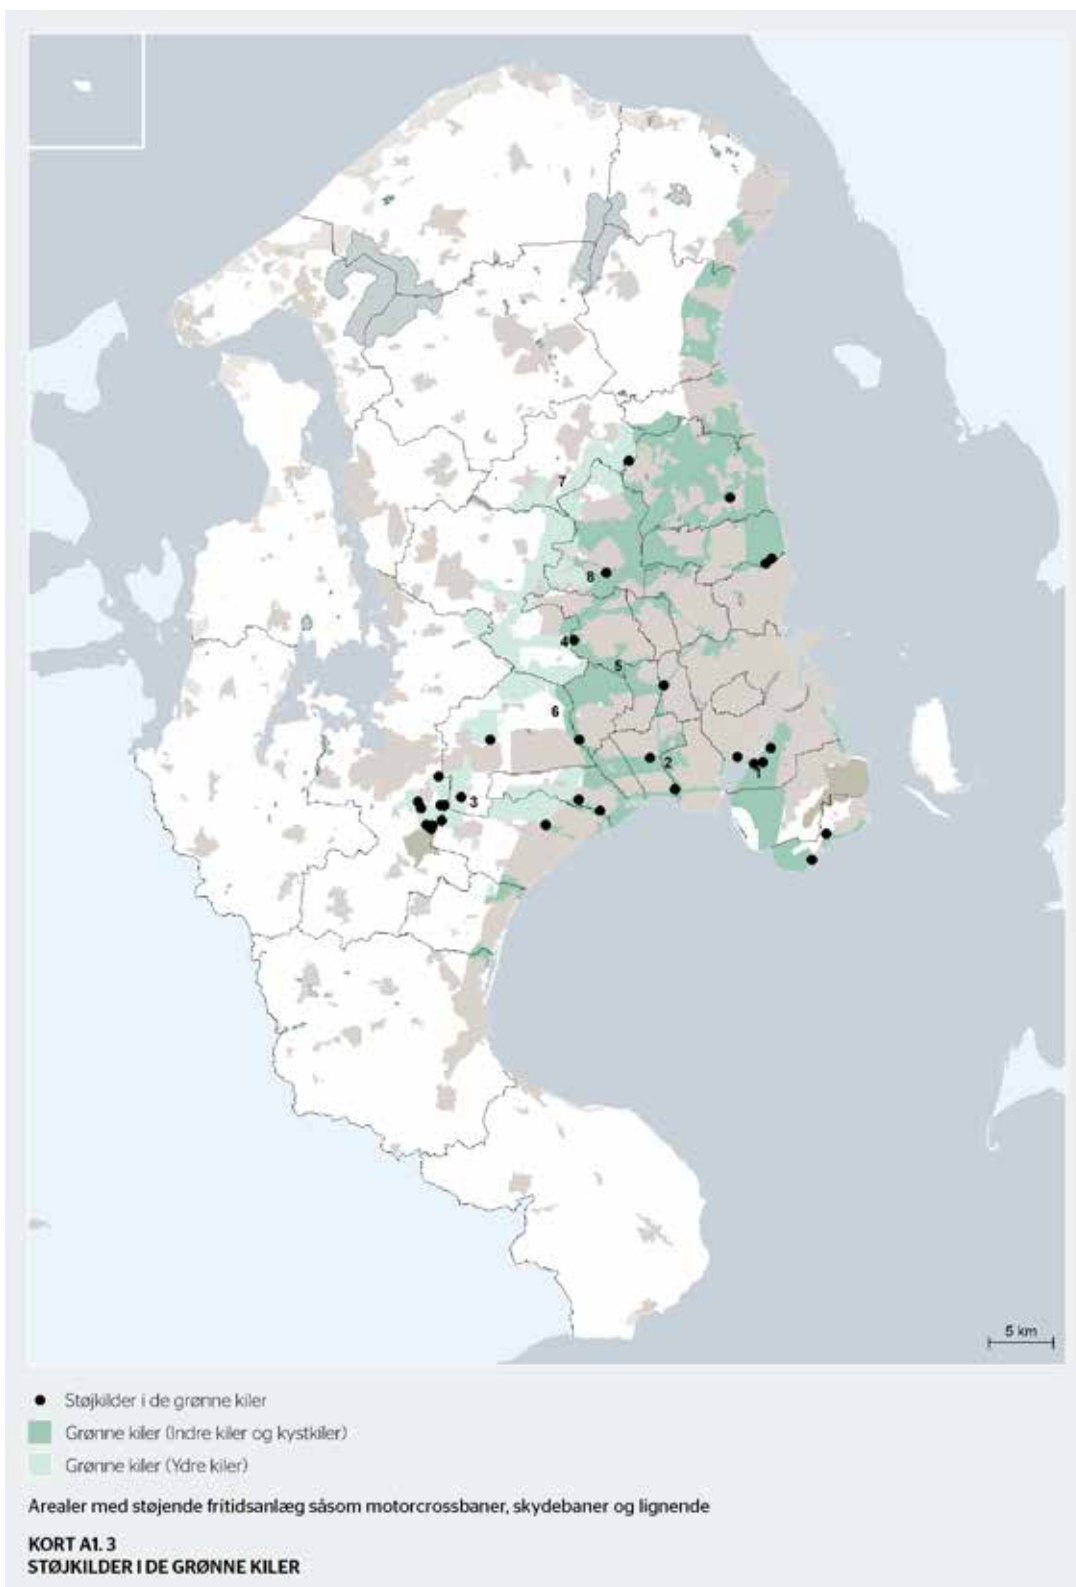 7
8
4
5
6
2
1
3
5 km
Støjkilder i de grønne kiler
Grønne kiler (Indre kiler og kystkiler)
Grønne kiler (Ydre kiler)
Arealer med støjende fritidsanlæg såsom motorcrossbaner, skydebaner og lignende
KORT A1. 3
STØJKILDER I DE GRØNNE KILER